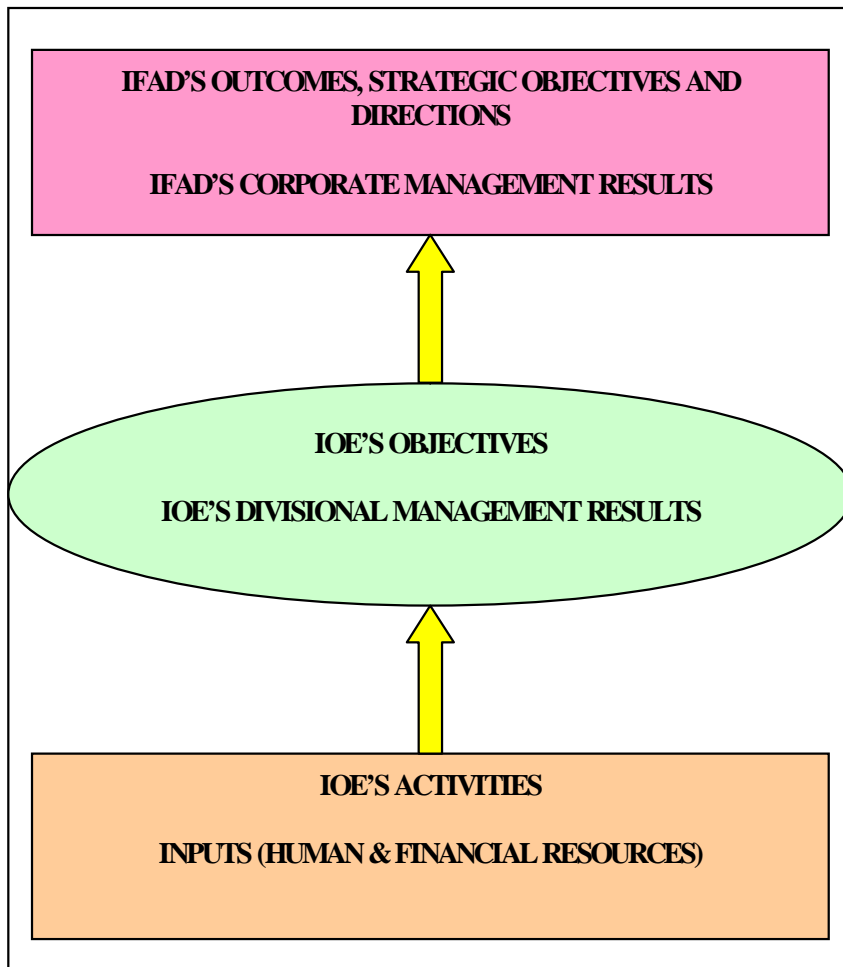 IFAD’S OUTCOMES, STRATEGIC OBJECTIVES AND
DIRECTIONS
IFAD’S CORPORATE MANAGEMENT RESULTS
IOE’S OBJECTIVES
IOE’S DIVISIONAL MANAGEMENT RESULTS
IOE’S ACTIVITIES
INPUTS (HUMAN & FINANCIAL RESOURCES)